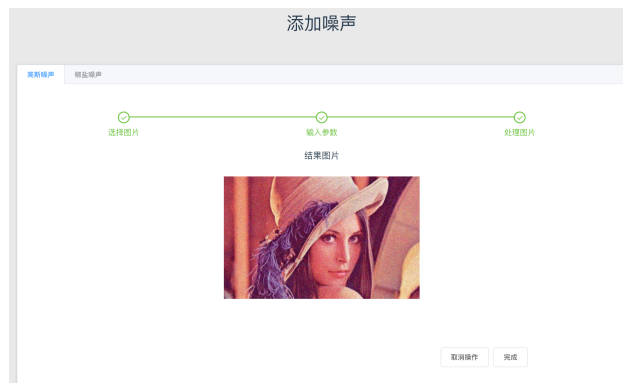 添加噪声
高斯噪声 椒盐噪声
选择图片 输入参数 处理图片
结果图片
取消操作 完成